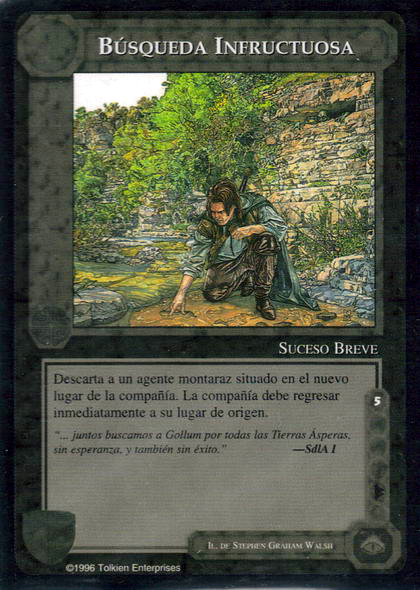 BÚSQUEDA INFRUCTUOSA
SUCESO BREVE
Descarta a un agente montaraz situado en el nuevo
lugar de la compañía. La compañía debe regresar
inmediatamente a su lugar de origen.
5
"... juntos buscamos a Gollum por todas las Tierras Ásperas,
sin esperanza, y también sin éxito." —SdlA I
IL. DE STEPHEN GRAHAM WALSH
©1996 Tolkien Enterprises